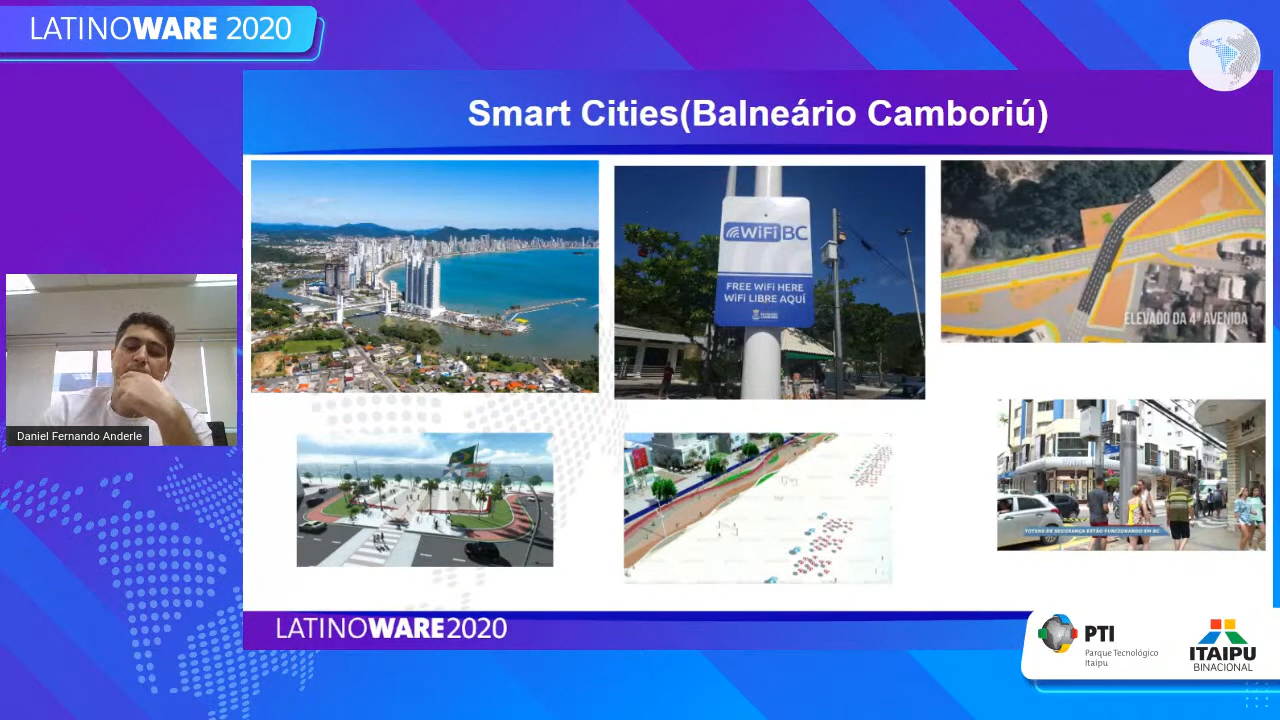 LATINOWARE 2020
Smart Cities(Balneário Camboriú)
WiFi BC
FREE WiFi HERE
WiFi LIBRE AQUÍ
ELEVADO DA 4ª AVENIDA
Daniel Fernando Anderle
TOTENS DE SEGURANÇA ESTÃO FUNCIONANDO EM BC
LATINOWARE2020
PTI
Parque Tecnológico
Itaipu
ITAIPU
BINACIONAL